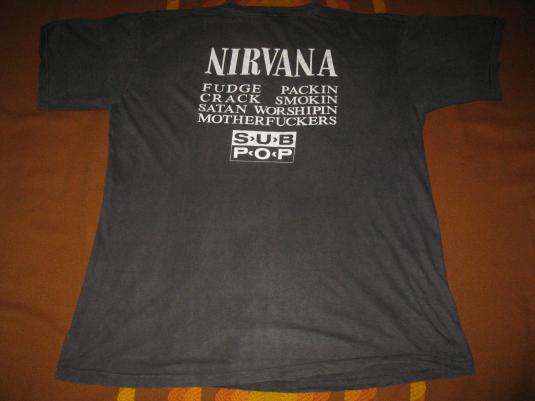 NIRVANA
FUDGE PACKIN
CRACK SMOKIN
SATAN WORSHIPIN
MOTHERFUCKERS
SUB
POP